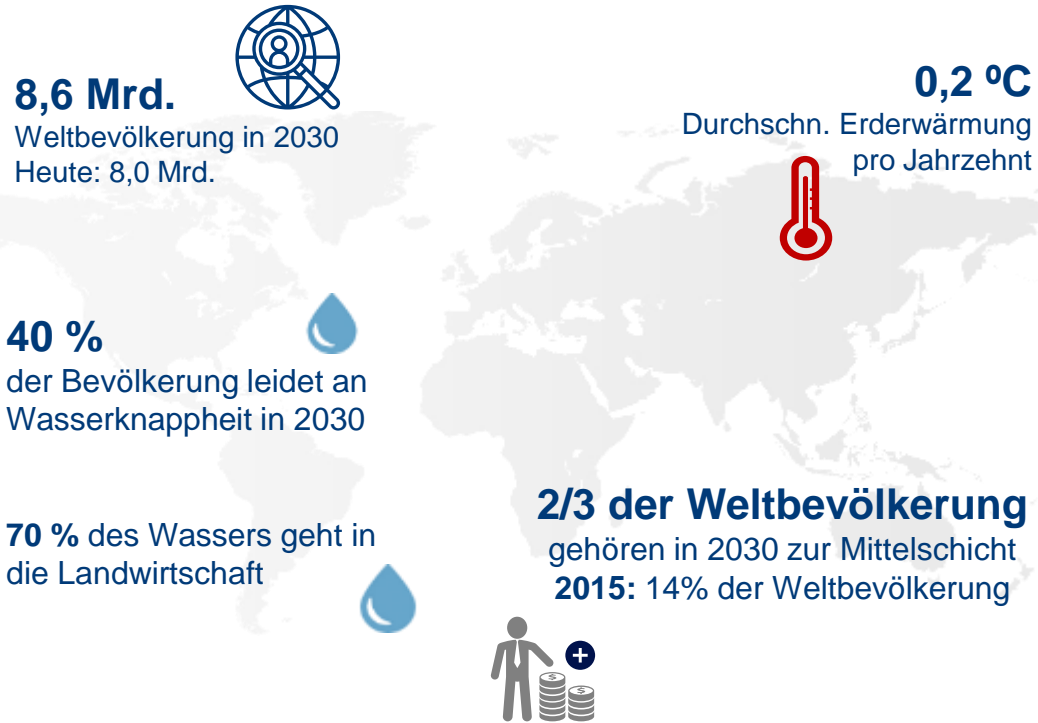 8,6 Mrd.
Weltbevölkerung in 2030
Heute: 8,0 Mrd.
0,2 ºC
Durchschn. Erderwärmung
pro Jahrzehnt
40 %
der Bevölkerung leidet an
Wasserknappheit in 2030
70 % des Wassers geht in
die Landwirtschaft
2/3 der Weltbevölkerung
gehören in 2030 zur Mittelschicht
2015: 14% der Weltbevölkerung